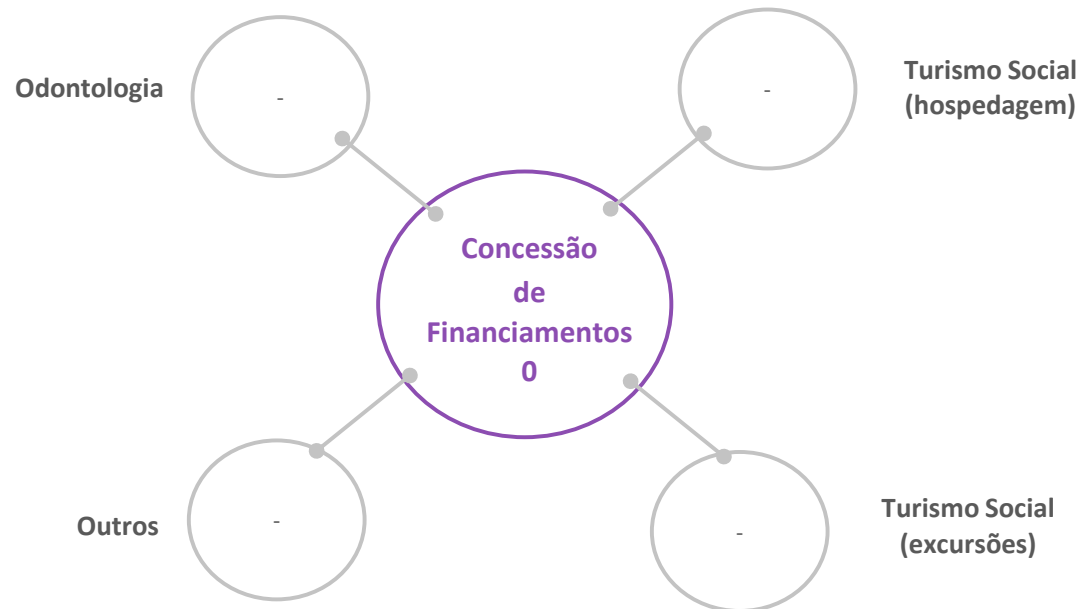 Odontologia
-
-
Turismo Social
(hospedagem)
Concessão
de
Financiamentos
0
Outros
-
-
Turismo Social
(excursões)